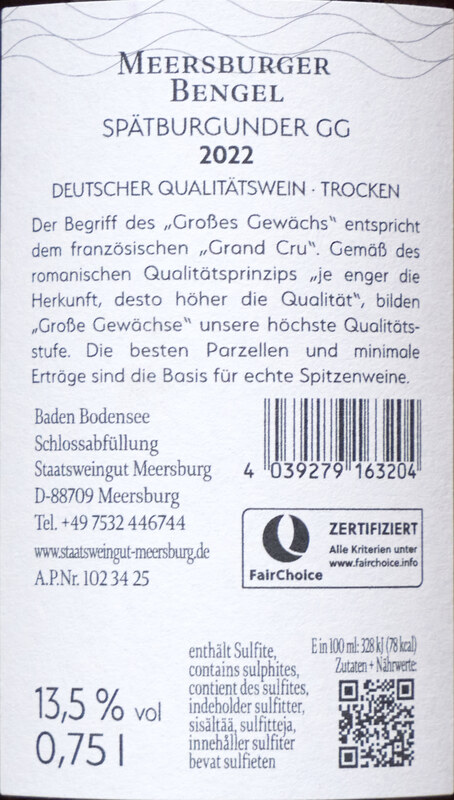 MEERSBURGER
BENGEL
SPÄTBURGUNDER GG
2022
DEUTSCHER QUALITÄTSWEIN · TROCKEN
Der Begriff des „Großes Gewächs“ entspricht
dem französischen „Grand Cru“. Gemäß des
romanischen Qualitätsprinzips „je enger die
Herkunft, desto höher die Qualität“, bilden
„Große Gewächse“ unsere höchste Qualitäts-
stufe. Die besten Parzellen und minimale
Erträge sind die Basis für echte Spitzenweine.
Baden Bodensee
Schlossabfüllung
Staatsweingut Meersburg
D-88709 Meersburg
Tel. +49 7532 446744
www.staatsweingut-meersburg.de
A.P.Nr. 102 34 25
4 039279 163204
FairChoice
ZERTIFIZIERT
Alle Kriterien unter
www.fairchoice.info
13,5 % vol
0,75 l
enthält Sulfite,
contains sulphites,
contient des sulfites,
indeholder sulfitter,
sisältää, sulfitteja,
innehåller sulfiter
bevat sulfieten
E in 100 ml: 328 kJ (78 kcal)
Zutaten + Nährwerte: